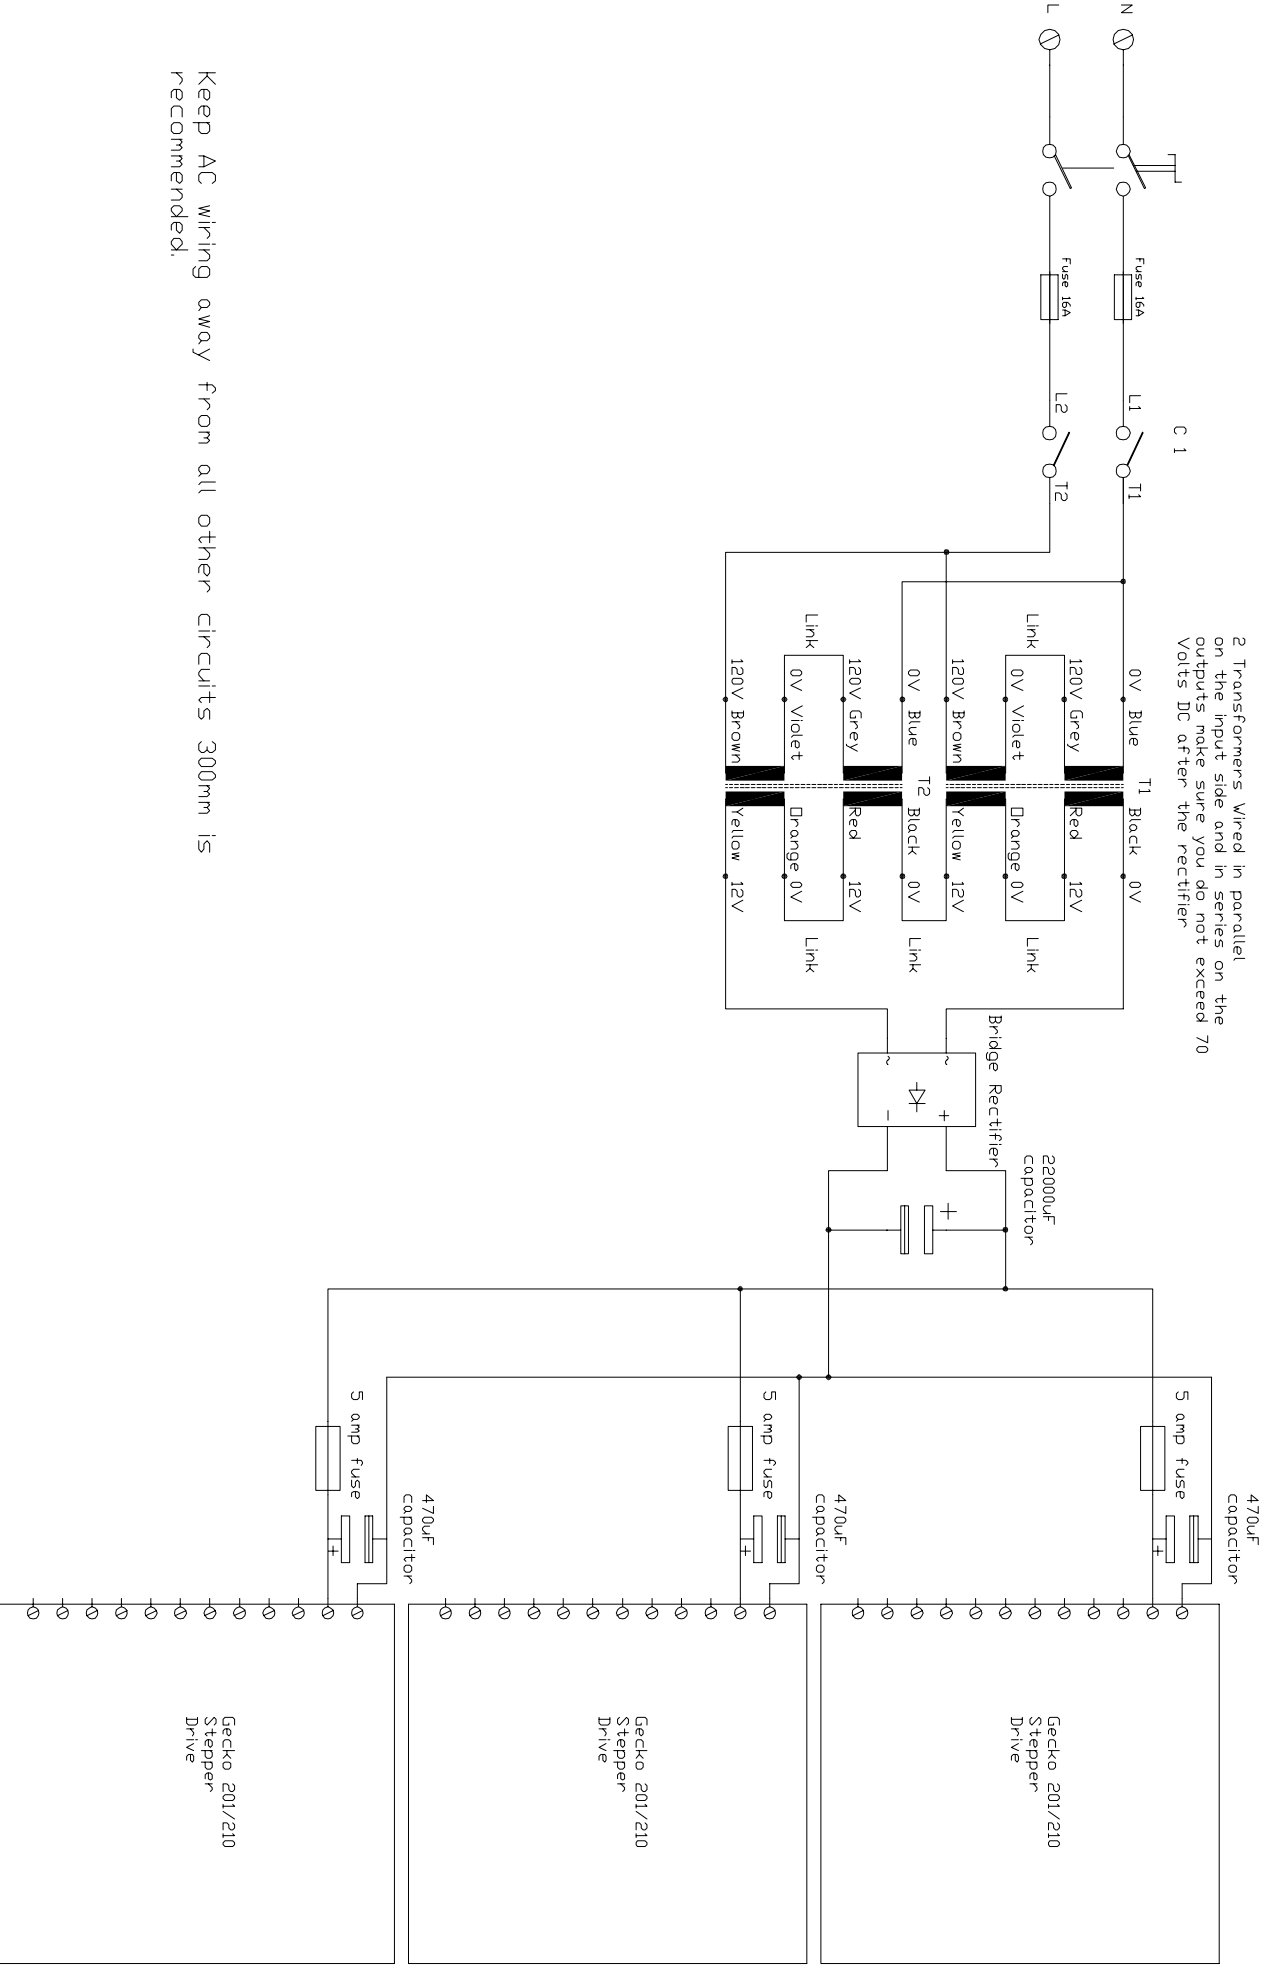 N
L
Fuse 16A
Fuse 16A
C 1
L1
T1
L2
T2
2 Transformers Wired in parallel
on the input side and in series on the
outputs make sure you do not exceed 70
Volts DC after the rectifier
T1
0V Blue
Black 0V
120V Grey
Red 12V
Link
Link
0V Violet
Orange 0V
120V Brown
Yellow 12V
T2
0V Blue
Black 0V
Link
120V Grey
Red 12V
Link
Link
0V Violet
Orange 0V
120V Brown
Yellow 12V
Bridge Rectifier
~
~
+
-
22000uF
capacitor
+
470uF
capacitor
5 amp fuse
+
Gecko 201/210
Stepper
Drive
470uF
capacitor
5 amp fuse
+
Gecko 201/210
Stepper
Drive
470uF
capacitor
5 amp fuse
+
Gecko 201/210
Stepper
Drive
Keep AC wiring away from all other circuits 300mm is
recommended.